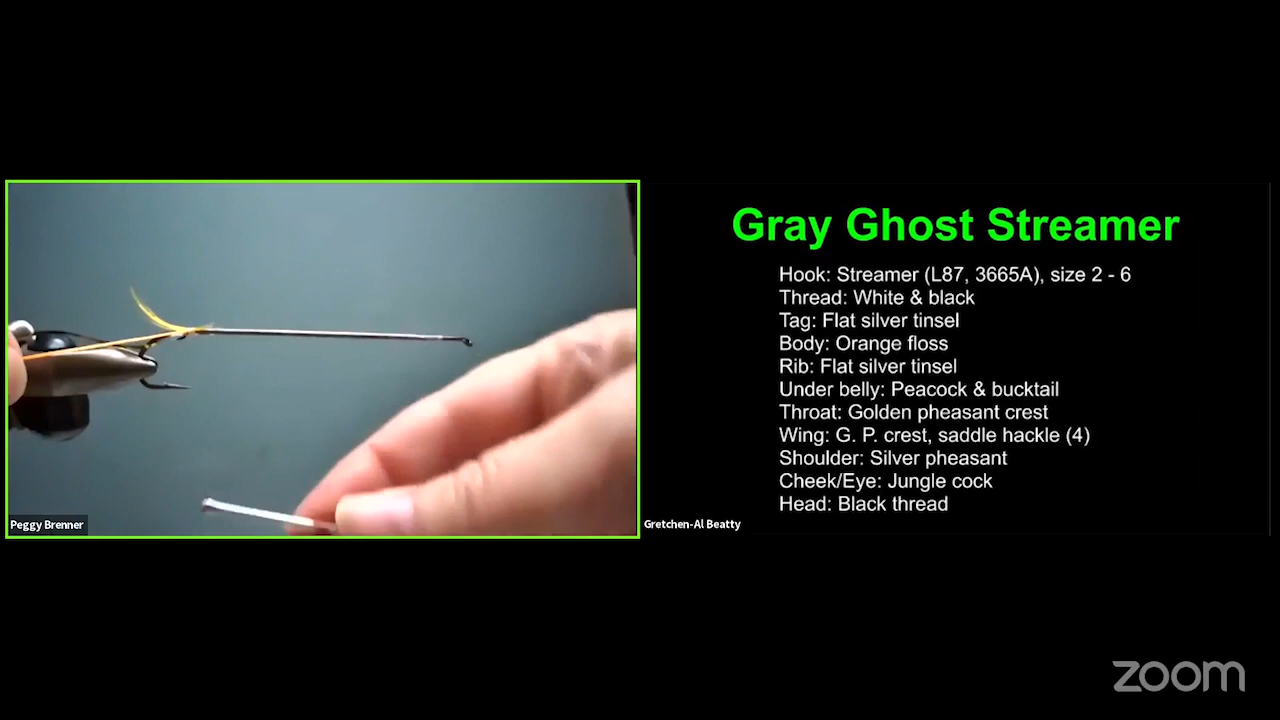 Gray Ghost Streamer
Hook: Streamer (L87, 3665A), size 2 - 6
Thread: White & black
Tag: Flat silver tinsel
Body: Orange floss
Rib: Flat silver tinsel
Under belly: Peacock & bucktail
Throat: Golden pheasant crest
Wing: G. P. crest, saddle hackle (4)
Shoulder: Silver pheasant
Cheek/Eye: Jungle cock
Head: Black thread
Peggy Brenner
Gretchen-Al Beatty
zoom